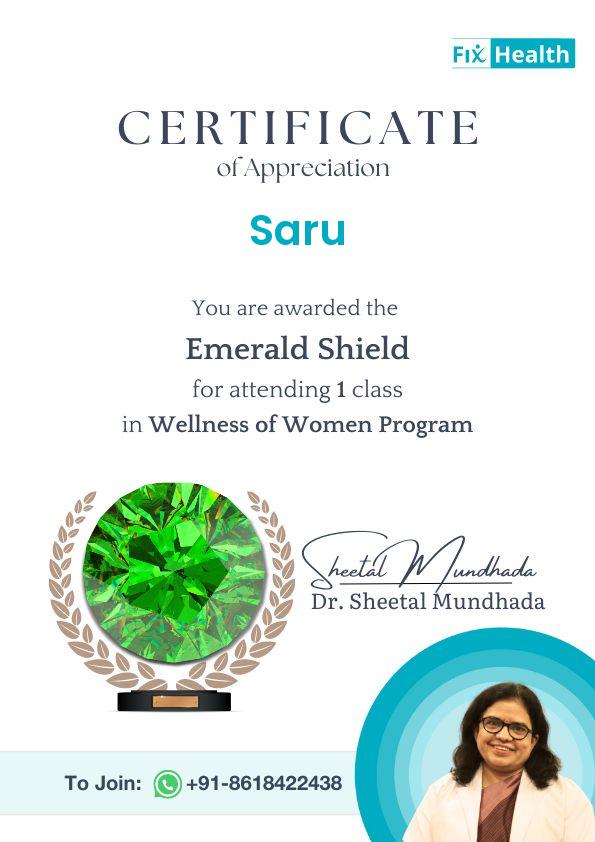 Fix Health
CERTIFICATE
of Appreciation
Saru
You are awarded the
Emerald Shield
for attending 1 class
in Wellness of Women Program
Sheetal Mundhada
Dr. Sheetal Mundhada
To Join: +91-8618422438